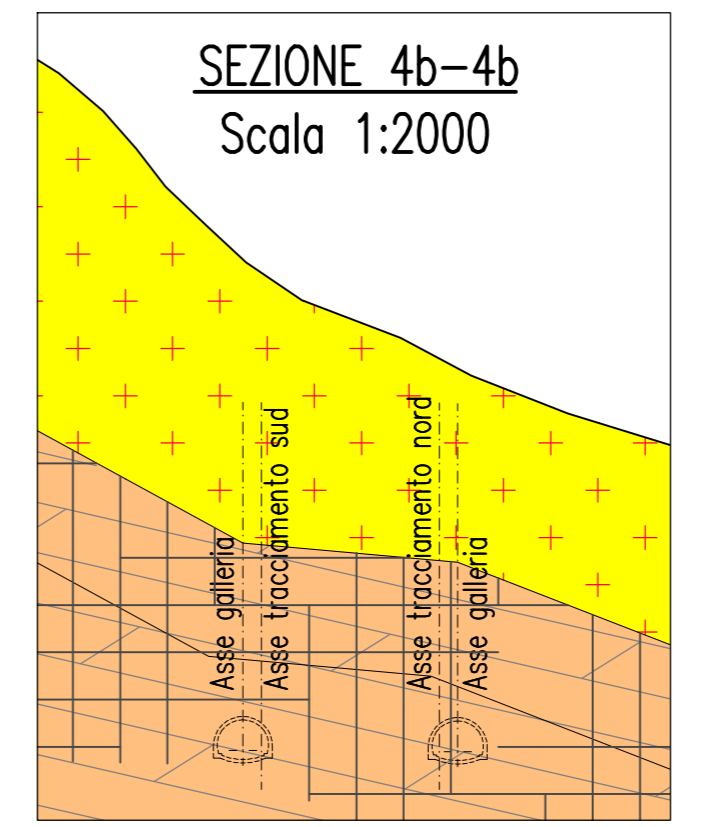 SEZIONE 4b-4b
Scala 1:2000
Asse galleria
Asse tracciamento sud
Asse tracciamento nord
Asse galleria